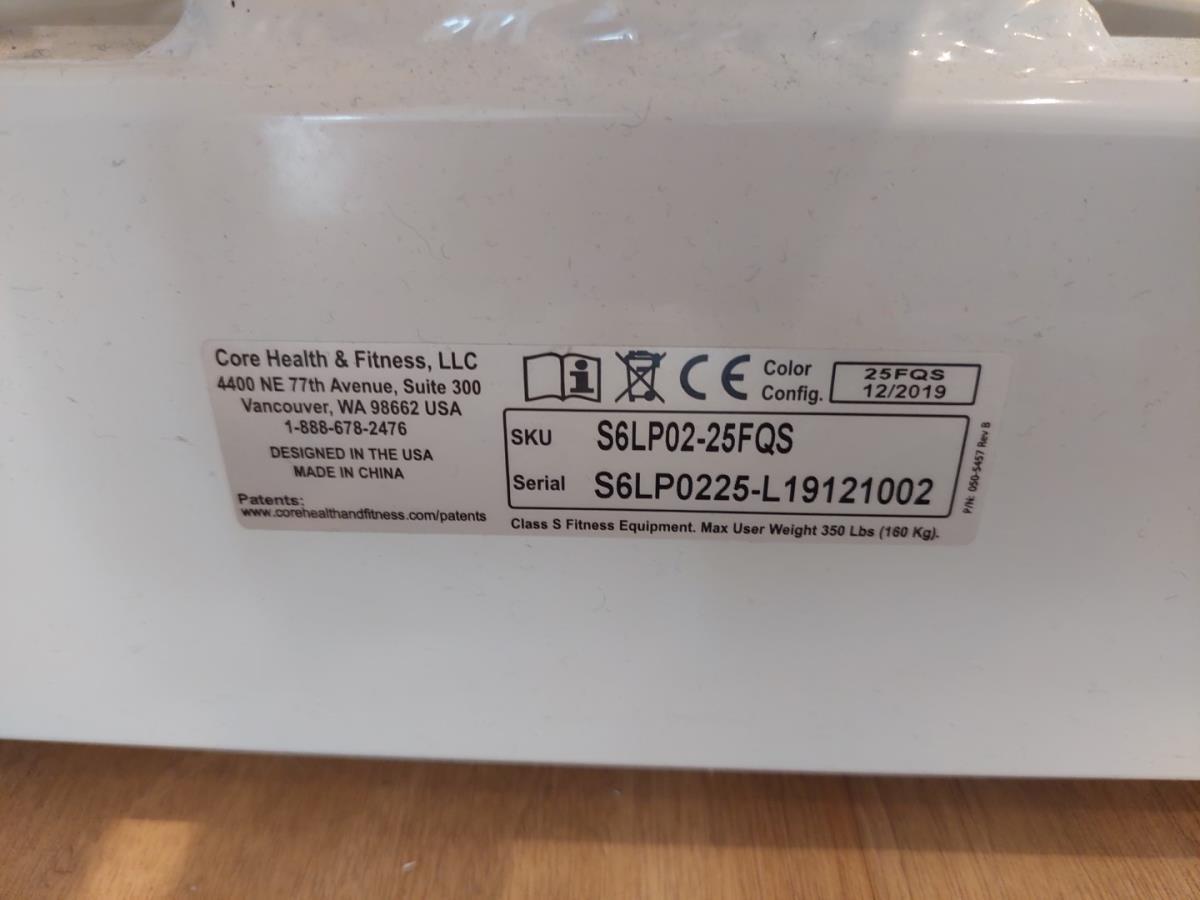 Core Health & Fitness, LLC
4400 NE 77th Avenue, Suite 300
Vancouver, WA 98662 USA
1-888-678-2476
DESIGNED IN THE USA
MADE IN CHINA
Patents:
www.corehealthandfitness.com/patents
CE
Color
Config.
25FQS
12/2019
SKU S6LP02-25FQS
Serial S6LP0225-L19121002
Class S Fitness Equipment. Max User Weight 350 Lbs (160 Kg).
P/N: 050-5457 Rev B